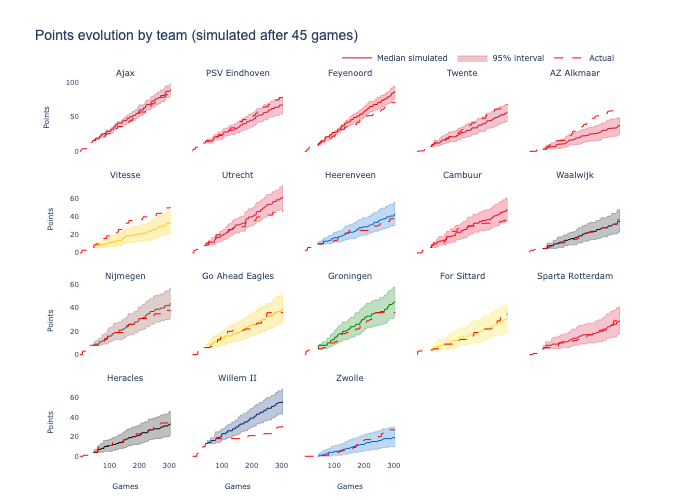 Points evolution by team (simulated after 45 games)
Median simulated 95% interval Actual
Ajax PSV Eindhoven Feyenoord Twente AZ Alkmaar
100
50
0
Points
Vitesse Utrecht Heerenveen Cambuur Waalwijk
60
40
20
0
Points
Nijmegen Go Ahead Eagles Groningen For Sittard Sparta Rotterdam
60
40
20
0
Points
Heracles Willem II Zwolle
60
40
20
0
Points
100 200 300 100 200 300 100 200 300
Games Games Games